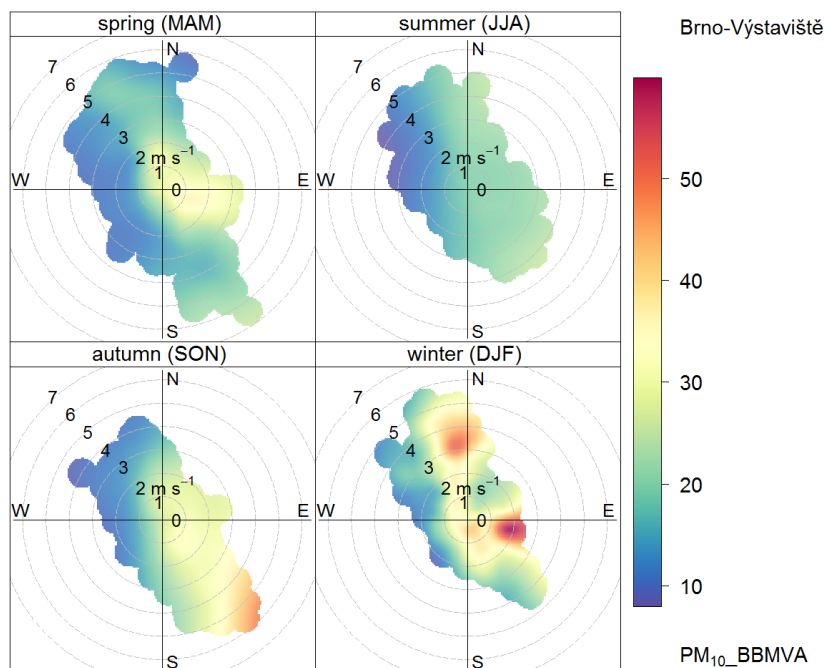 spring (MAM)
N
7
6
5
4
3
2 m s⁻¹
1
0
W
E
S
summer (JJA)
N
7
6
5
4
3
2 m s⁻¹
1
0
W
E
S
autumn (SON)
N
7
6
5
4
3
2 m s⁻¹
1
0
W
E
S
winter (DJF)
N
7
6
5
4
3
2 m s⁻¹
1
0
W
E
S
Brno-Výstaviště
50
40
30
20
10
PM₁₀_BBMVA